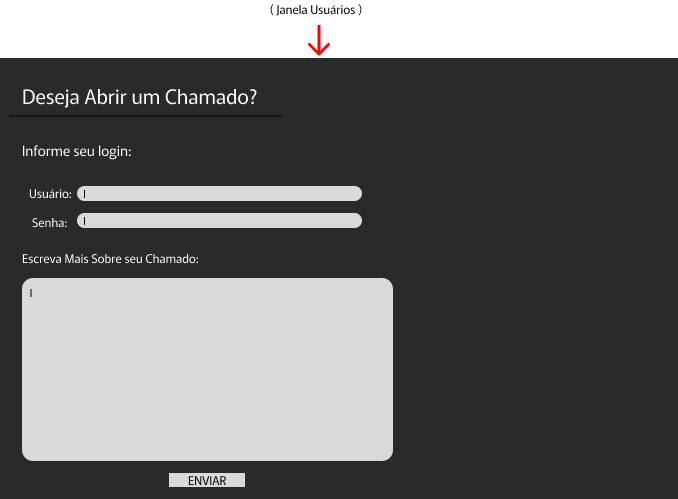 ( Janela Usuários )
Deseja Abrir um Chamado?
Informe seu login:
Usuário:
Senha:
Escreva Mais Sobre seu Chamado:
ENVIAR